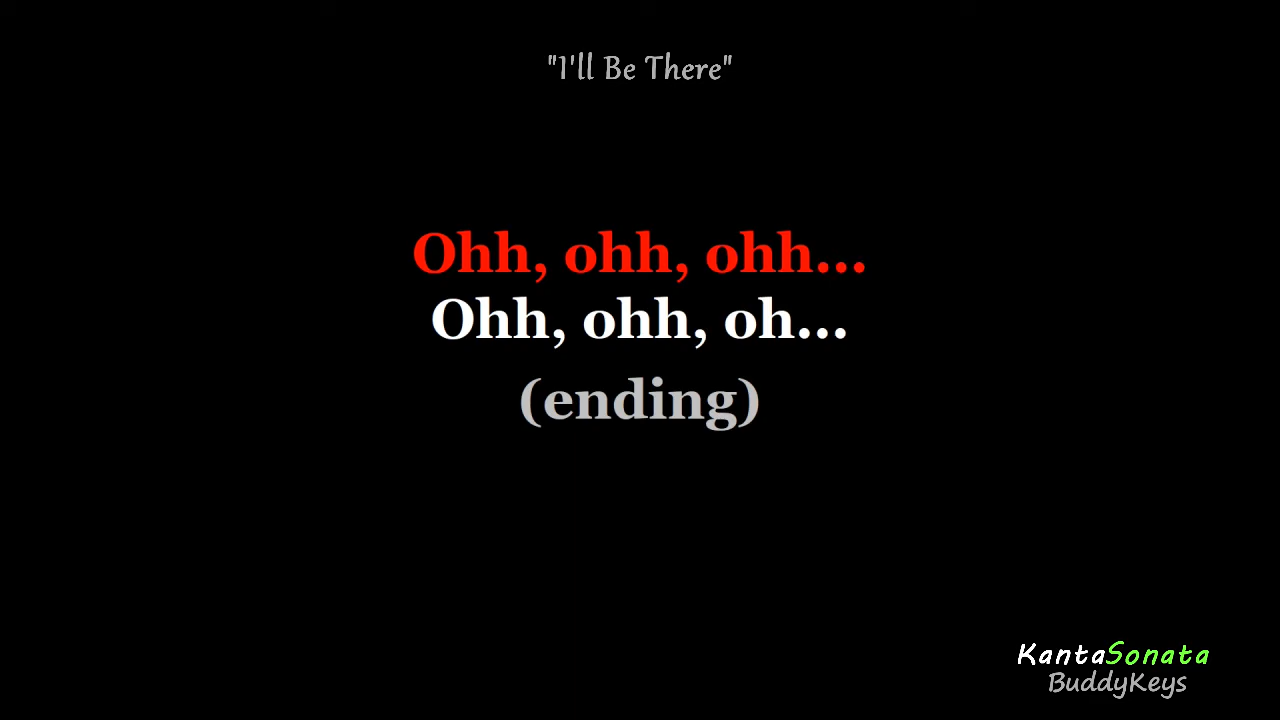 "I'll Be There"
Ohh, ohh, ohh...
Ohh, ohh, oh...
(ending)
KantaSonata
BuddyKeys